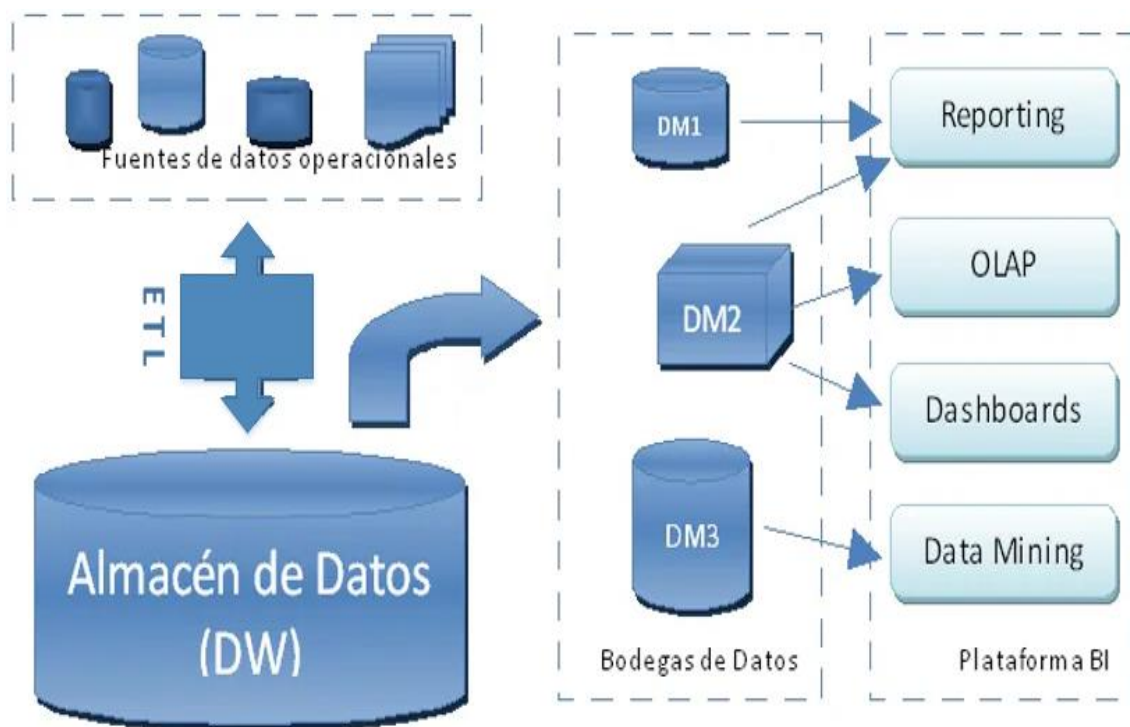 Fuentes de datos operacionales
ETL
Almacén de Datos
(DW)
DM1
DM2
DM3
Bodegas de Datos
Reporting
OLAP
Dashboards
Data Mining
Plataforma BI